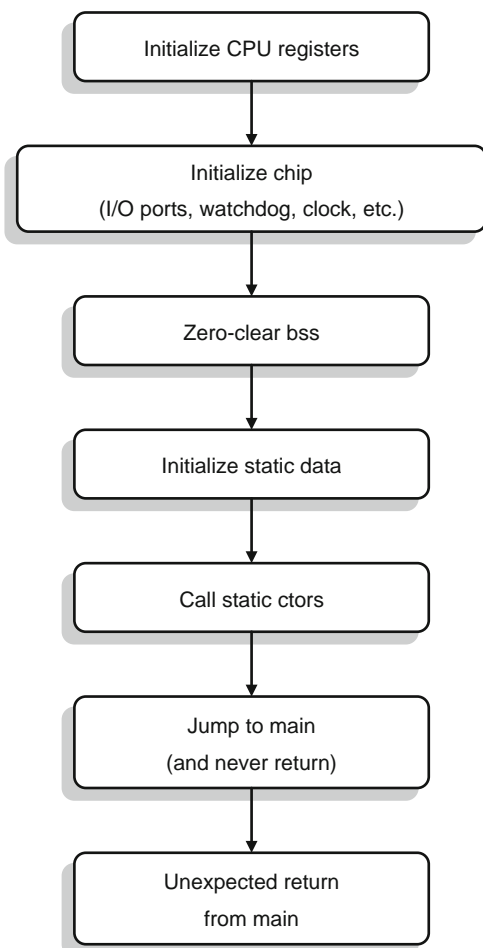 Initialize CPU registers
Initialize chip
(I/O ports, watchdog, clock, etc.)
Zero-clear bss
Initialize static data
Call static ctors
Jump to main
(and never return)
Unexpected return
from main